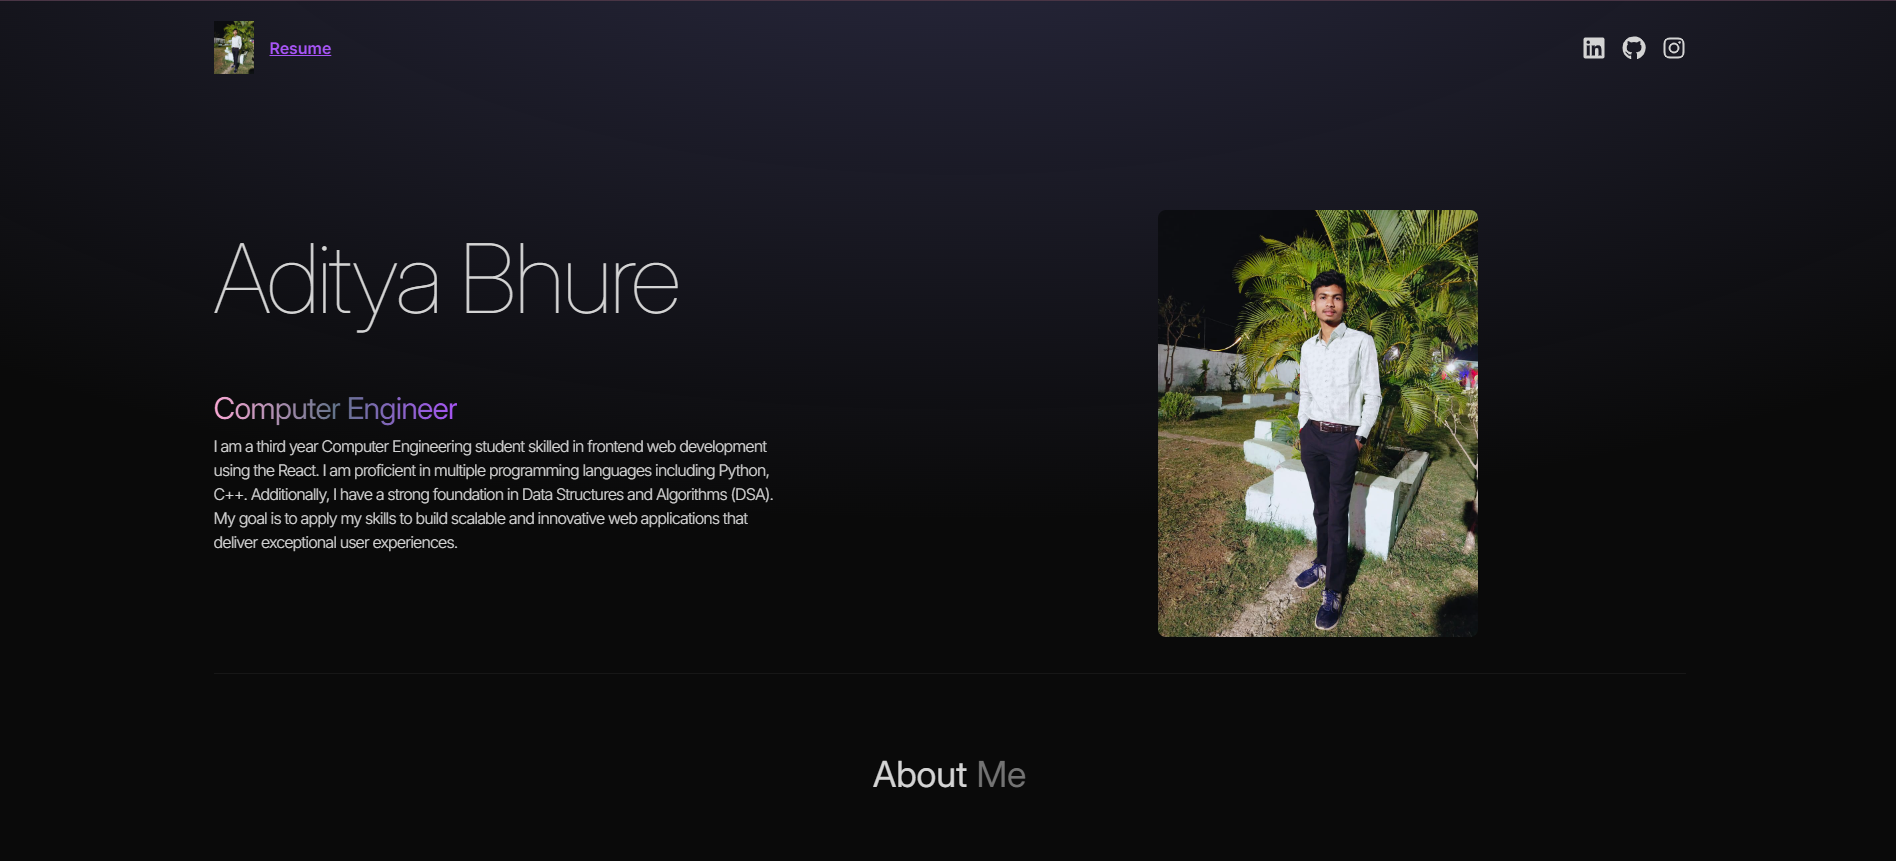 Resume
Aditya Bhure
Computer Engineer
I am a third year Computer Engineering student skilled in frontend web development
using the React. I am proficient in multiple programming languages including Python,
C++. Additionally, I have a strong foundation in Data Structures and Algorithms (DSA).
My goal is to apply my skills to build scalable and innovative web applications that
deliver exceptional user experiences.
About Me